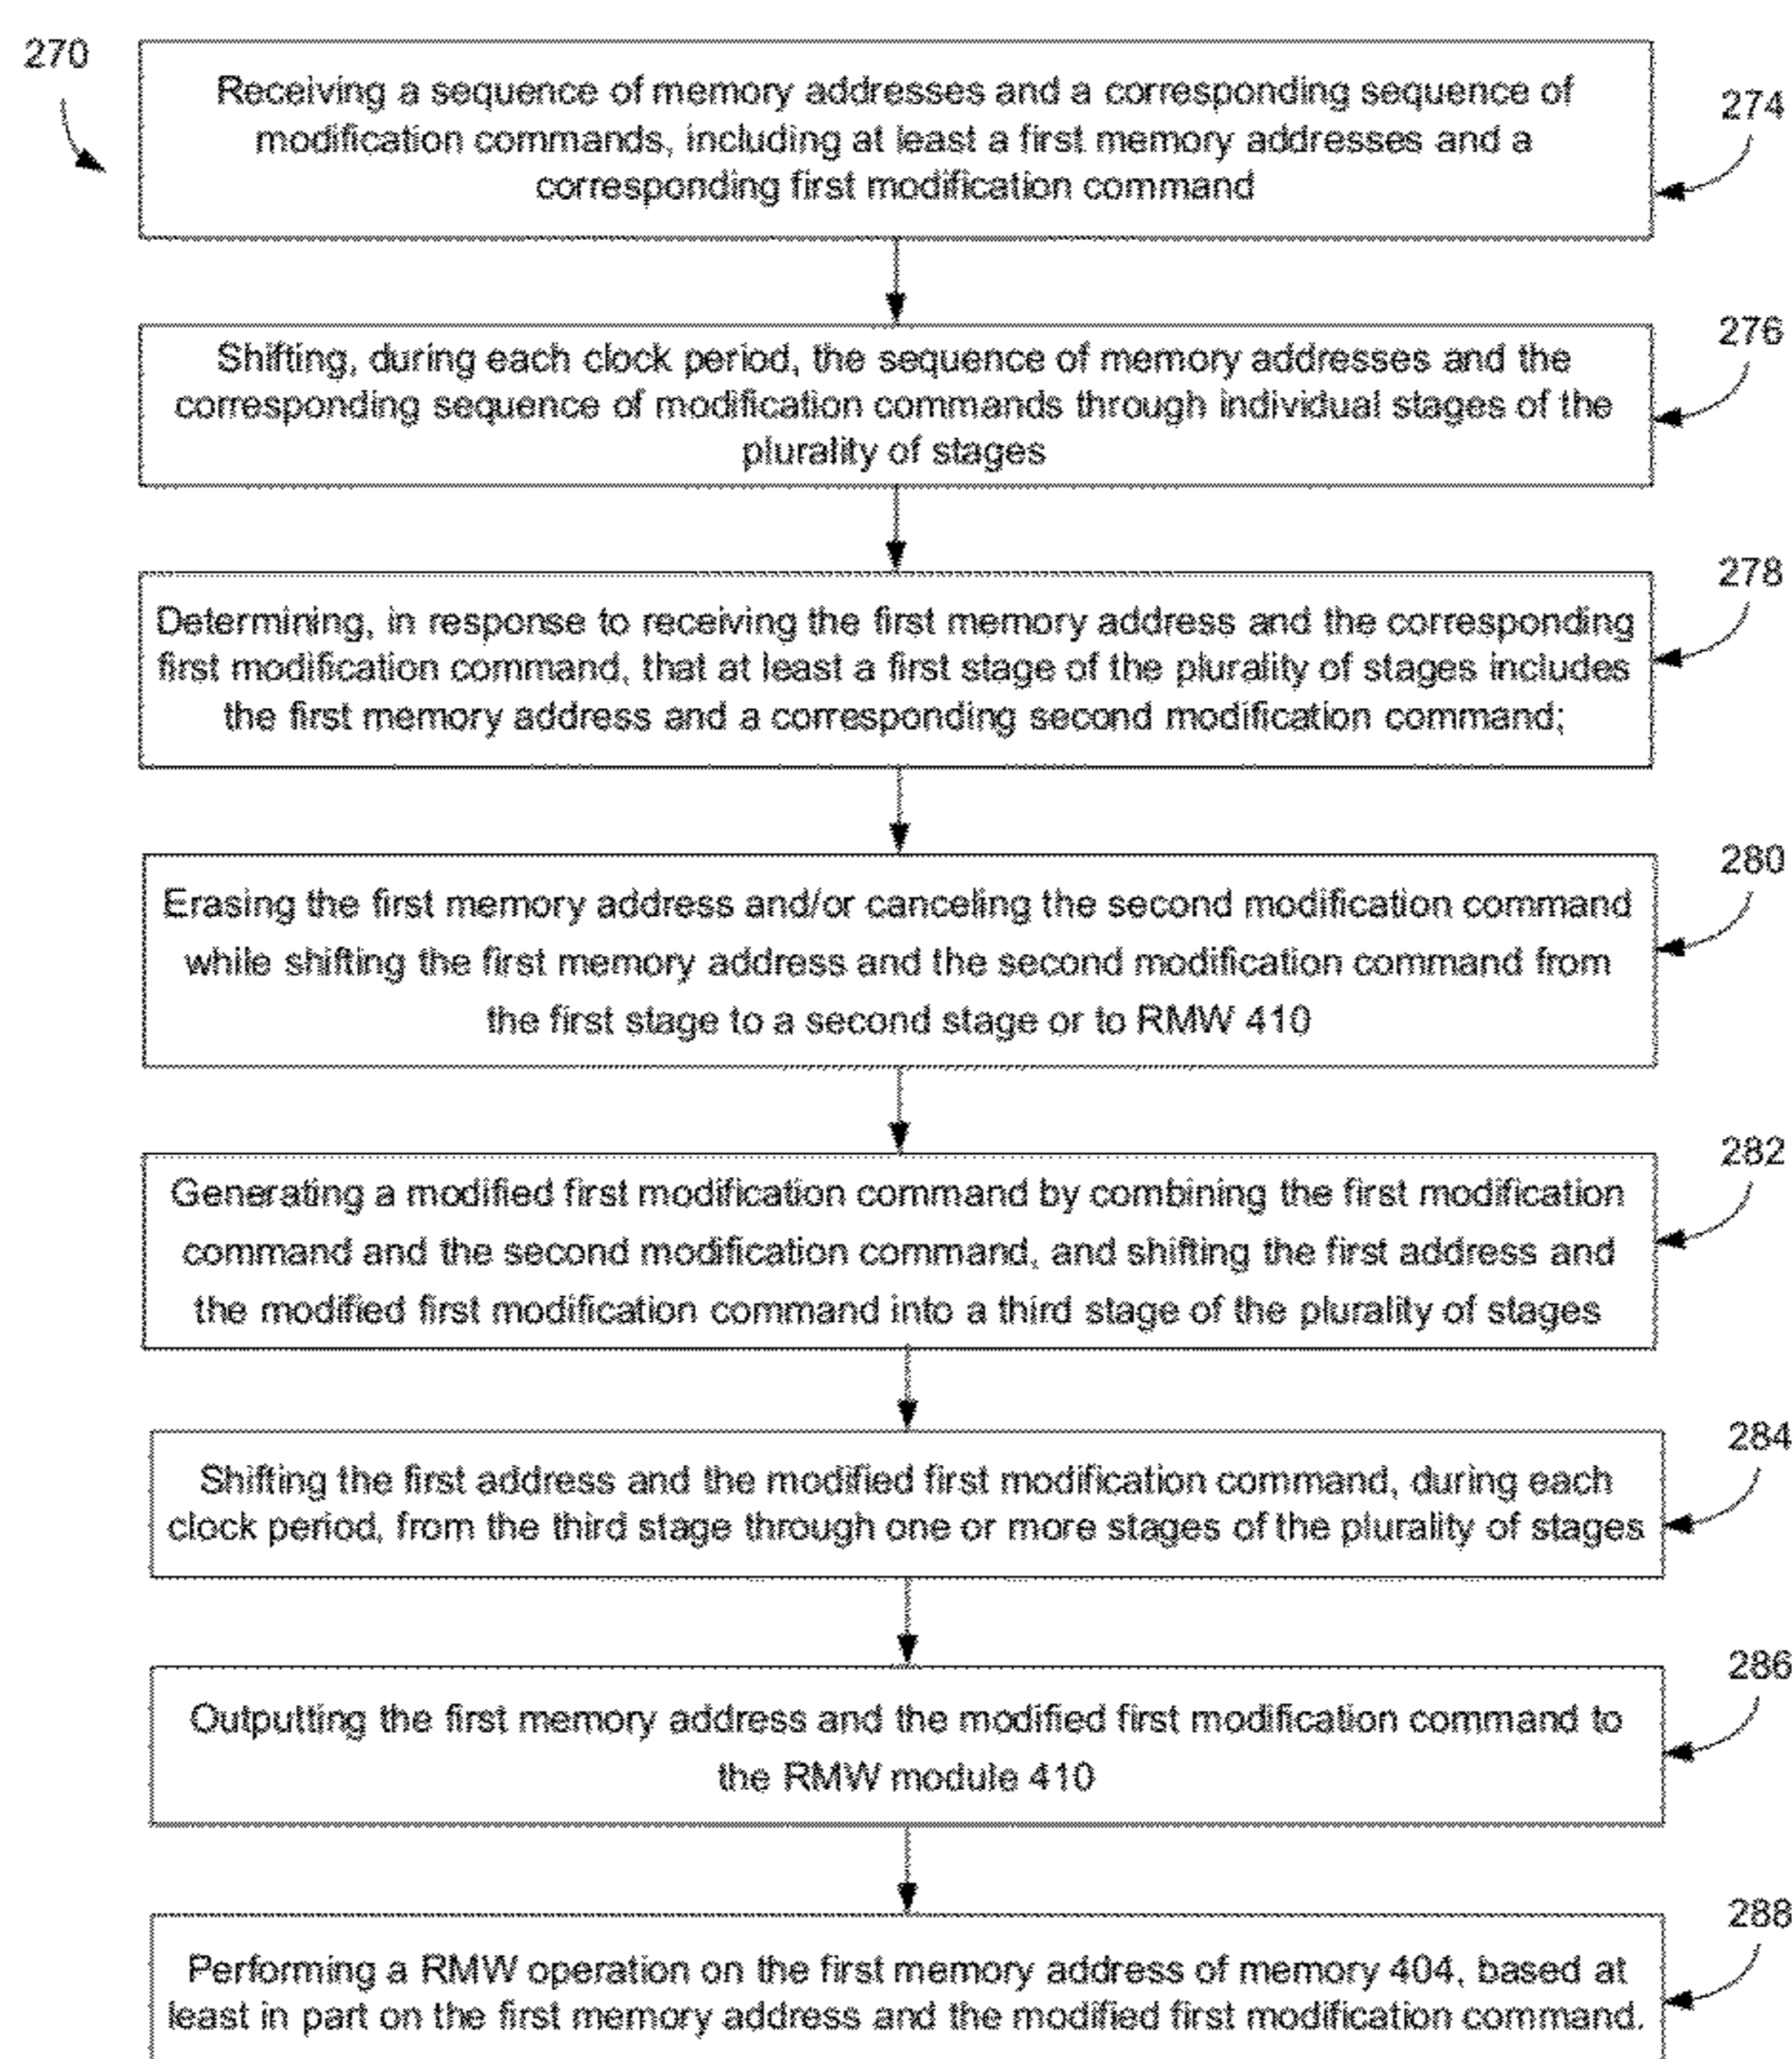 270
Receiving a sequence of memory addresses and a corresponding sequence of
modification commands, including at least a first memory addresses and a
corresponding first modification command
274
Shifting, during each clock period, the sequence of memory addresses and the
corresponding sequence of modification commands through individual stages of the
plurality of stages
276
Determining, in response to receiving the first memory address and the corresponding
first modification command, that at least a first stage of the plurality of stages includes
the first memory address and a corresponding second modification command;
278
Erasing the first memory address and/or canceling the second modification command
while shifting the first memory address and the second modification command from
the first stage to a second stage or to RMW 410
280
Generating a modified first modification command by combining the first modification
command and the second modification command, and shifting the first address and
the modified first modification command into a third stage of the plurality of stages
282
Shifting the first address and the modified first modification command, during each
clock period, from the third stage through one or more stages of the plurality of stages
284
Outputting the first memory address and the modified first modification command to
the RMW module 410
286
Performing a RMW operation on the first memory address of memory 404, based at
least in part on the first memory address and the modified first modification command.
288